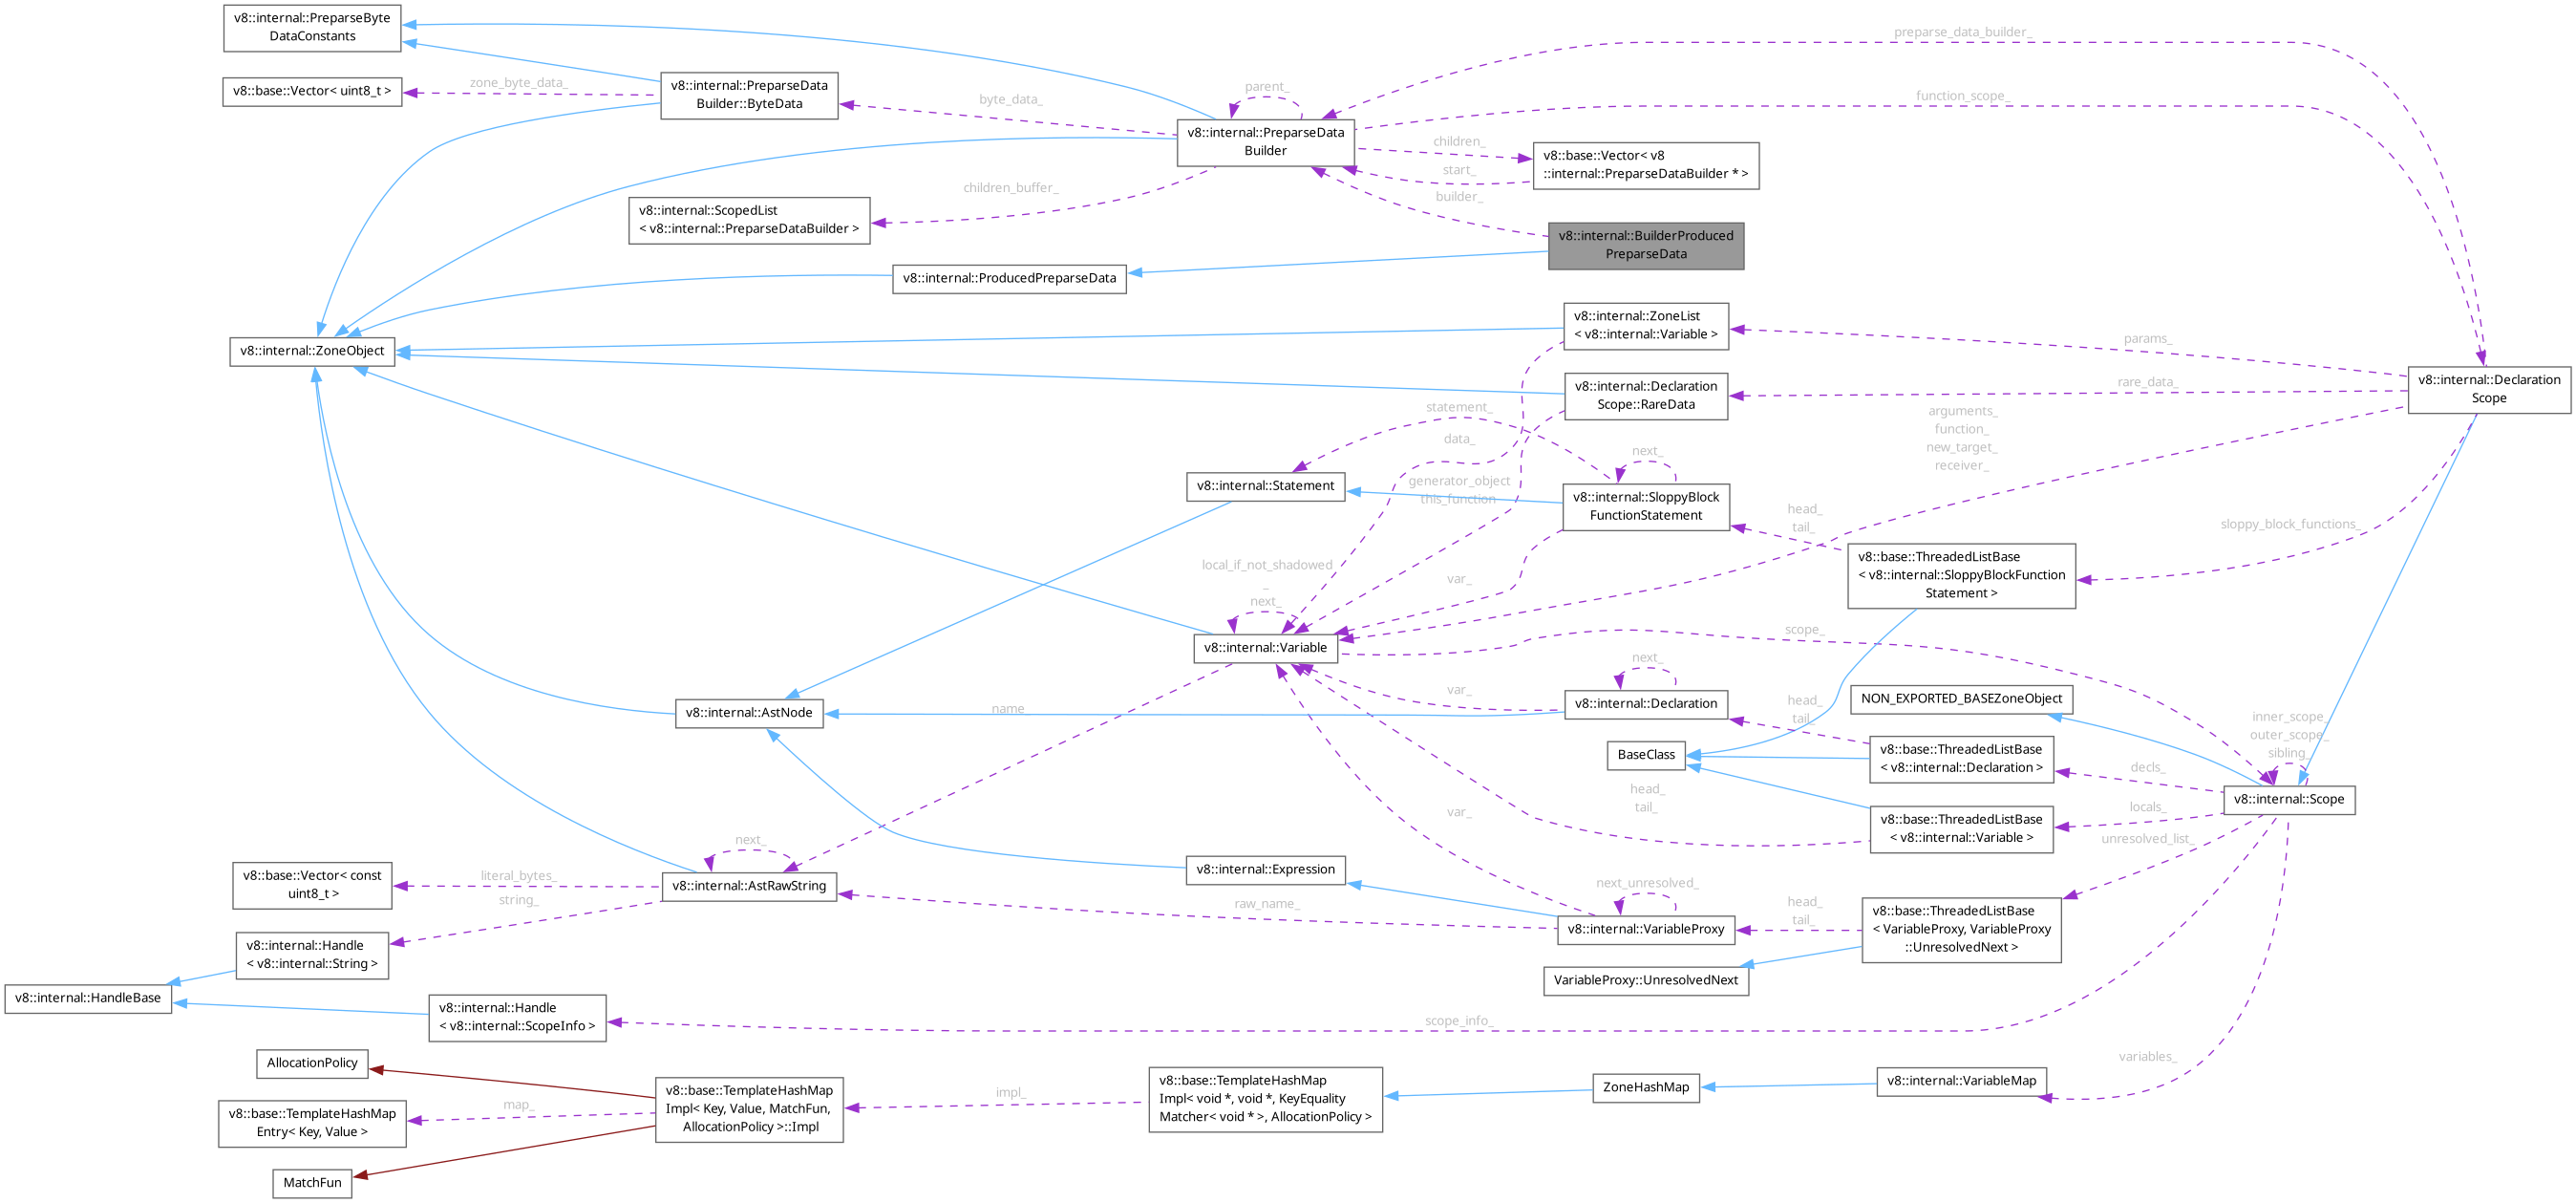 v8::internal::PreparseByte
DataConstants
v8::base::Vector< uint8_t >
zone_byte_data_
v8::internal::PreparseData
Builder::ByteData
byte_data_
parent_
v8::internal::PreparseData
Builder
preparse_data_builder_
function_scope_
children_
start_
builder_
v8::base::Vector< v8
::internal::PreparseDataBuilder * >
children_buffer_
v8::internal::ScopedList
< v8::internal::PreparseDataBuilder >
v8::internal::BuilderProduced
PreparseData
v8::internal::ProducedPreparseData
v8::internal::ZoneObject
v8::internal::ZoneList
< v8::internal::Variable >
params_
v8::internal::Declaration
Scope::RareData
rare_data_
v8::internal::Declaration
Scope
statement_
data_
arguments_
function_
new_target_
receiver_
v8::internal::Statement
generator_object
this_function
next_
v8::internal::SloppyBlock
FunctionStatement
head_
tail_
sloppy_block_functions_
v8::base::ThreadedListBase
< v8::internal::SloppyBlockFunction
Statement >
local_if_not_shadowed
_
next_
var_
v8::internal::Variable
scope_
v8::internal::AstNode
name
var_
next_
v8::internal::Declaration
head_
tail_
NON_EXPORTED_BASEZoneObject
inner_scope_
outer_scope_
sibling_
BaseClass
v8::base::ThreadedListBase
< v8::internal::Declaration >
decls_
v8::internal::Scope
head_
tail_
v8::base::ThreadedListBase
< v8::internal::Variable >
locals_
unresolved_list_
var_
next_
v8::base::Vector< const
uint8_t >
literal_bytes_
string_
v8::internal::AstRawString
v8::internal::Expression
raw_name_
next_unresolved_
v8::internal::VariableProxy
head_
tail_
v8::base::ThreadedListBase
< VariableProxy, VariableProxy
::UnresolvedNext >
v8::internal::Handle
< v8::internal::String >
VariableProxy::UnresolvedNext
v8::internal::HandleBase
v8::internal::Handle
< v8::internal::ScopeInfo >
scope_info_
AllocationPolicy
v8::base::TemplateHashMap
Entry< Key, Value >
map_
v8::base::TemplateHashMap
Impl< Key, Value, MatchFun,
AllocationPolicy >::Impl
impl_
v8::base::TemplateHashMap
Impl< void *, void *, KeyEquality
Matcher< void * >, AllocationPolicy >
ZoneHashMap
v8::internal::VariableMap
variables_
MatchFun